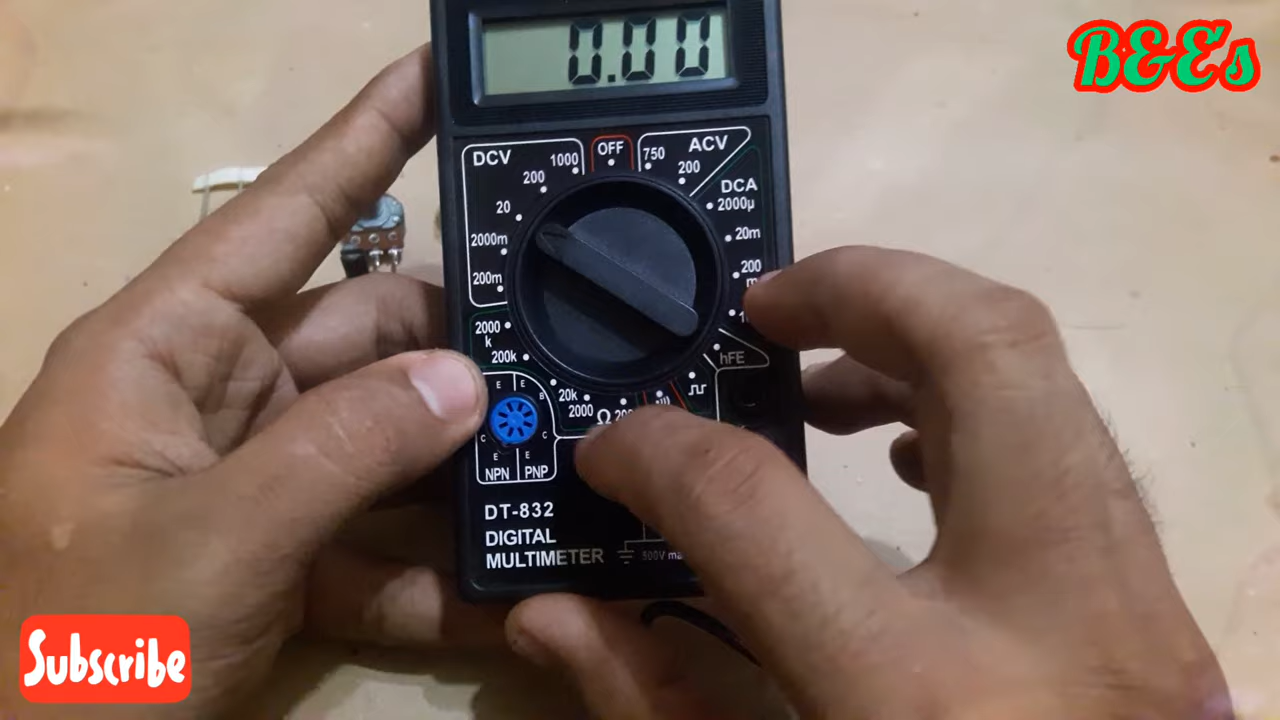 0.00
B&Es
DCV
1000
OFF
750
ACV
200
200
DCA
2000µ
20
20m
2000m
200
200m
2000
k
200k
hFE
20k
2000
Ω
E
E
B
C
C
E
E
NPN
PNP
DT-832
DIGITAL
MULTIMETER
500V
Subscribe